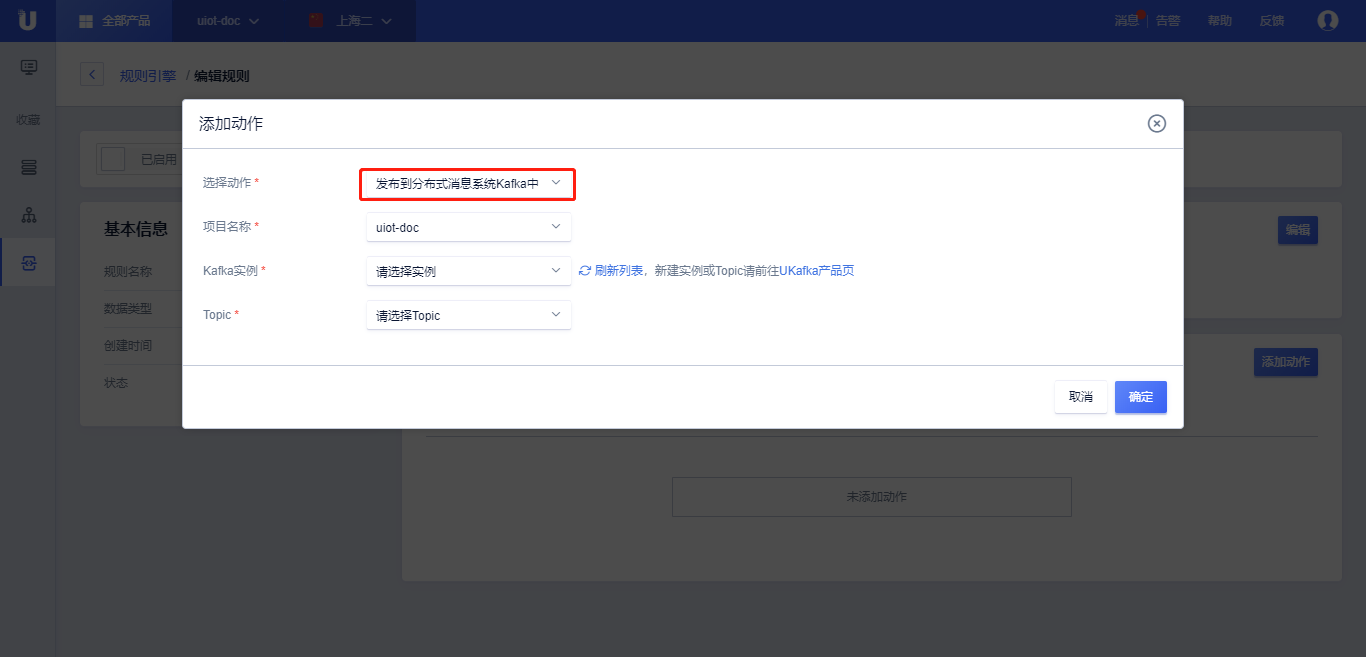 全部产品 uiot-doc 上海二 消息 告警 帮助 反馈
规则引擎 / 编辑规则
收藏
添加动作
已启用
选择动作 * 发布到分布式消息系统Kafka中
项目名称 * uiot-doc
Kafka实例 * 请选择实例 刷新列表，新建实例或Topic请前往UKafka产品页
Topic * 请选择Topic
取消 确定
基本信息
规则名称
数据类型
创建时间
状态
编辑
添加动作
未添加动作